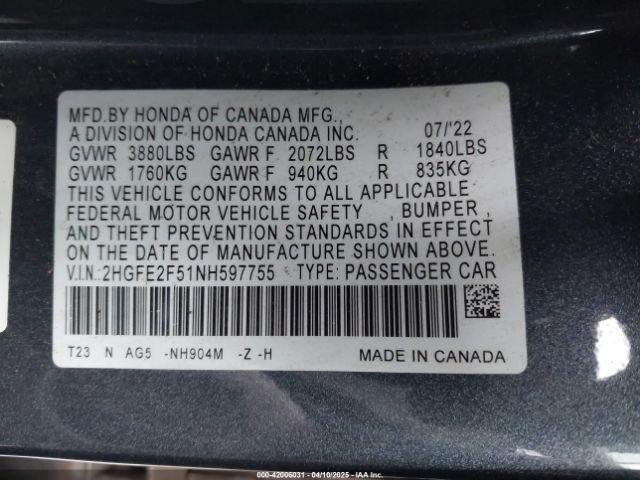 MFD.BY HONDA OF CANADA MFG.,
A DIVISION OF HONDA CANADA INC. 07/'22
GVWR 3880LBS GAWR F 2072LBS R 1840LBS
GVWR 1760KG GAWR F 940KG R 835KG
THIS VEHICLE CONFORMS TO ALL APPLICABLE
FEDERAL MOTOR VEHICLE SAFETY , BUMPER ,
AND THEFT PREVENTION STANDARDS IN EFFECT
ON THE DATE OF MANUFACTURE SHOWN ABOVE.
V.I.N.:2HGFE2F51NH597755 TYPE: PASSENGER CAR
T23 N AG5 -NH904M -Z -H MADE IN CANADA
000-42006031 - 04/10/2025 - IAA Inc.